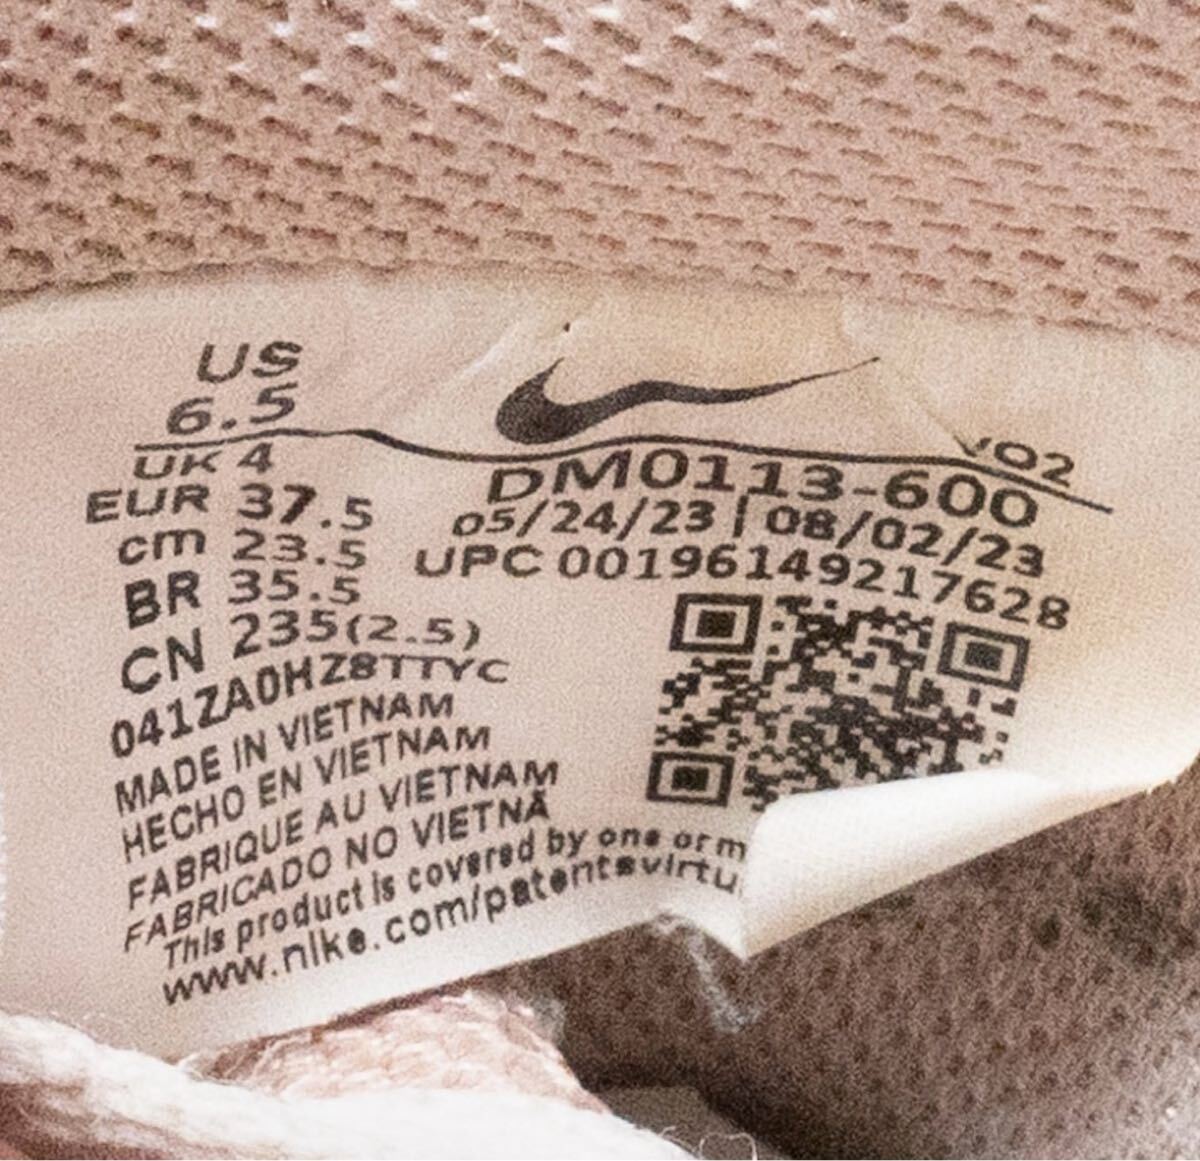 US
6.5
UK 4
EUR 37.5
cm 23.5
BR 35.5
CN 235(2.5)
041ZA0HZ8TTYC
MADE IN VIETNAM
HECHO EN VIETNAM
FABRIQUE AU VIETNAM
FABRICADO NO VIETNÃ
This product is covered by one or m
www.nike.com/patentsvirtu
VO2
DM0113-600
05/24/23 | 08/02/23
UPC 00196149217628